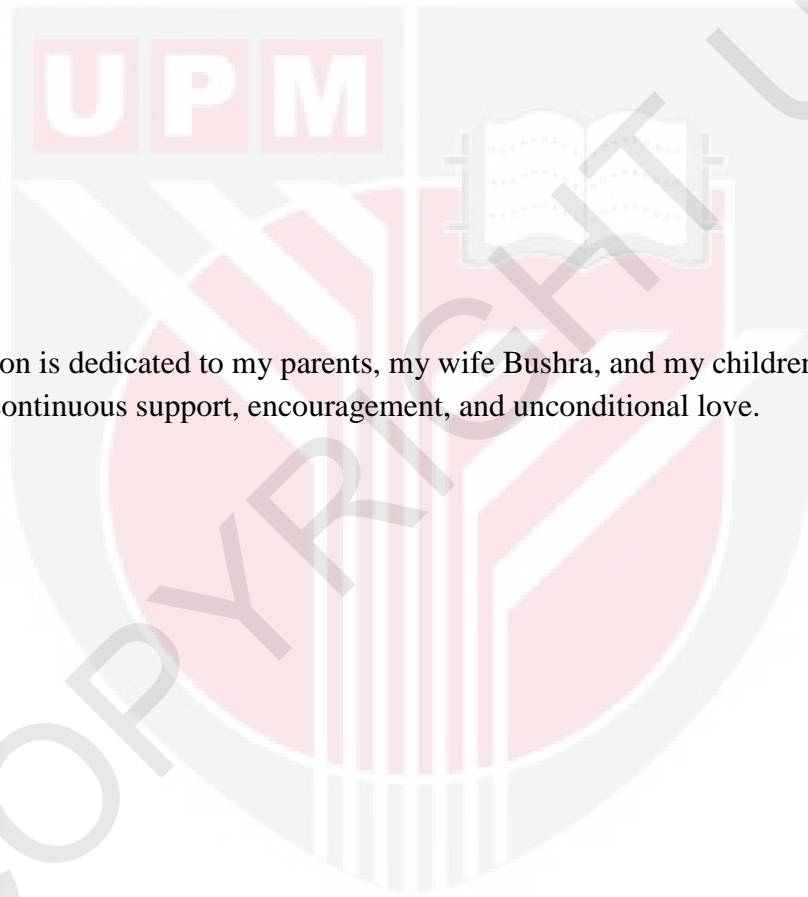 UPM
on is dedicated to my parents, my wife Bushra, and my children
continuous support, encouragement, and unconditional love.
COPYRIGHT U